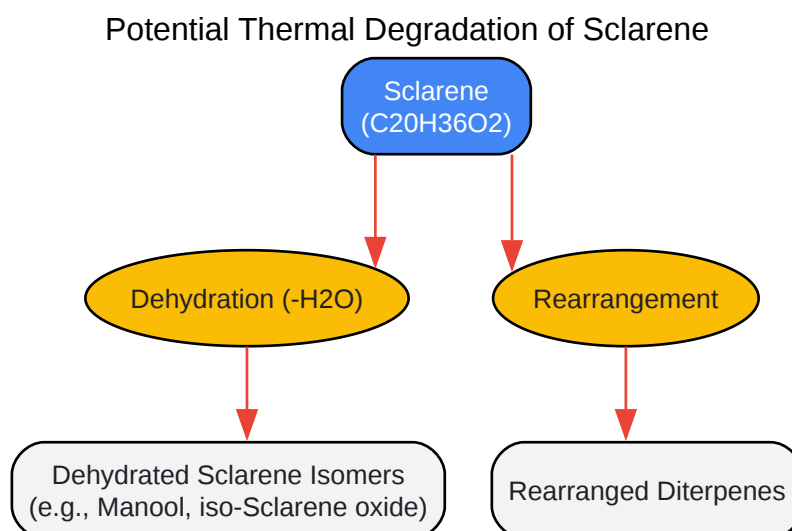 Potential Thermal Degradation of Sclarene
Sclarene
(C20H36O2)
Dehydration (-H2O)
Rearrangement
Dehydrated Sclarene Isomers
(e.g., Manool, iso-Sclarene oxide)
Rearranged Diterpenes